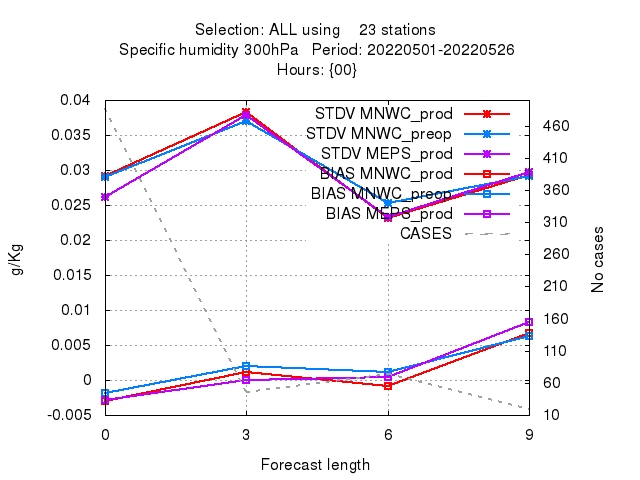 Selection: ALL using 23 stations
Specific humidity 300hPa Period: 20220501-20220526
Hours: {00}
0.04
0.035
0.03
0.025
0.02
0.015
0.01
0.005
0
-0.005
g/Kg
STDV MNWC_prod
STDV MNWC_preop
STDV MEPS_prod
BIAS MNWC_prod
BIAS MNWC_preop
BIAS MEPS_prod
CASES
460
410
360
310
260
210
160
110
60
10
No cases
0 3 6 9
Forecast length